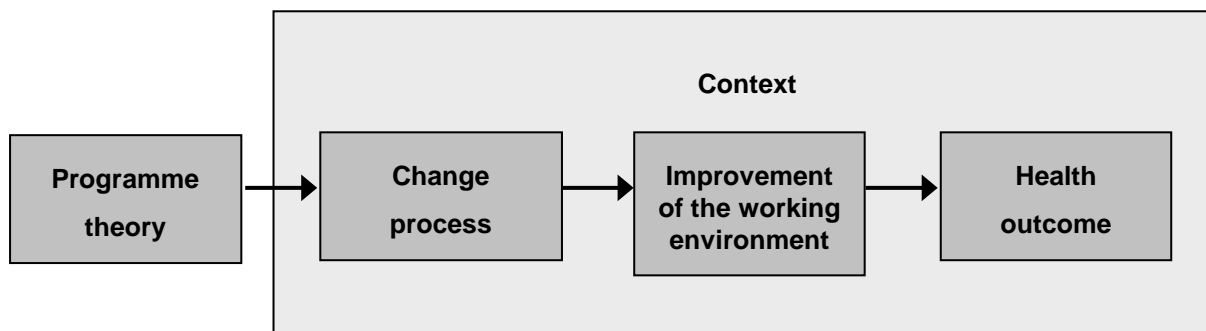 Context
Programme
theory
Change
process
Improvement
of the working
environment
Health
outcome